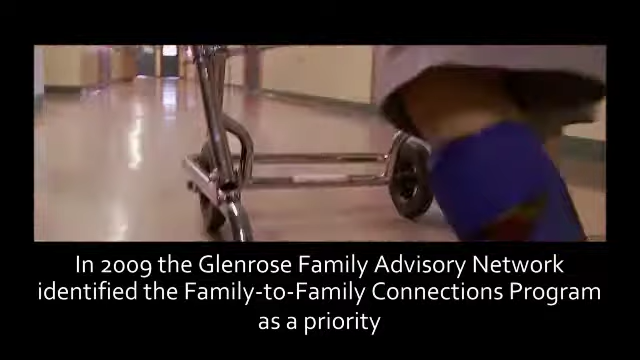 In 2009 the Glenrose Family Advisory Network
identified the Family-to-Family Connections Program
as a priority